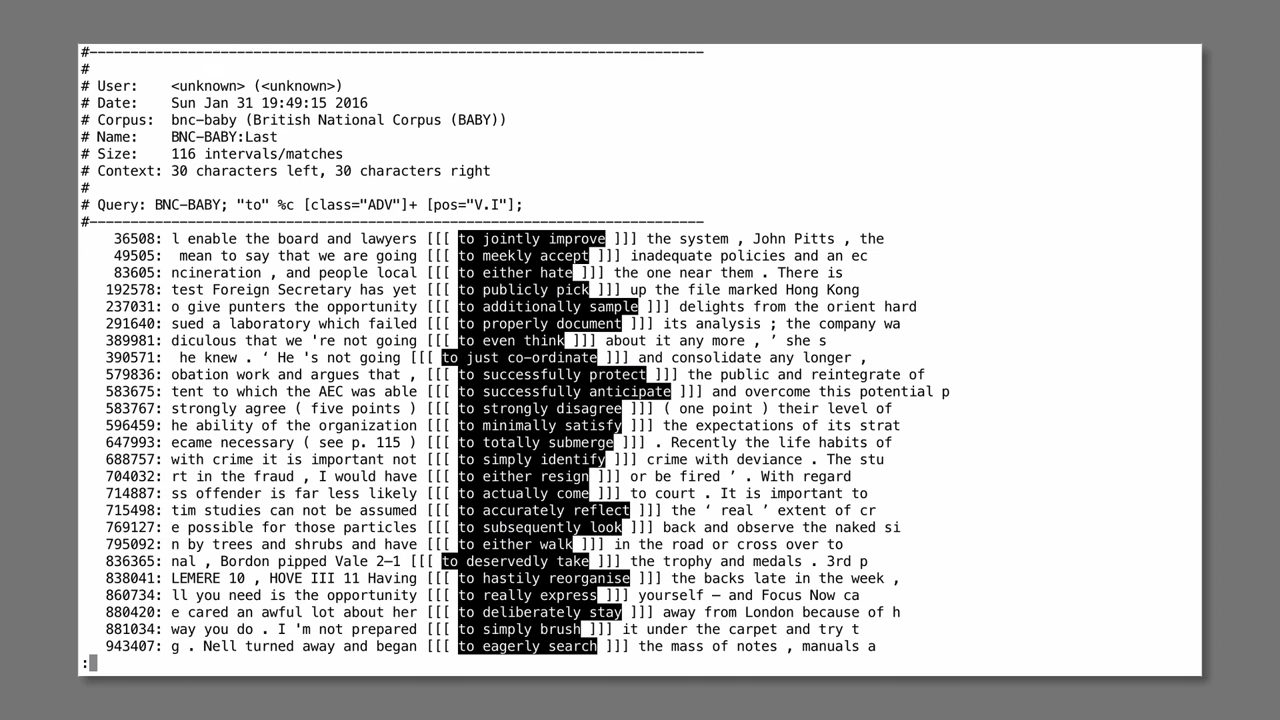 #---------------------------------------------------------------------------
#
# User:    <unknown> (<unknown>)
# Date:    Sun Jan 31 19:49:15 2016
# Corpus:  bnc-baby (British National Corpus (BABY))
# Name:    BNC-BABY:Last
# Size:    116 intervals/matches
# Context: 30 characters left, 30 characters right
#
# Query: BNC-BABY; "to" %c [class="ADV"]+ [pos="V.I"];
#---------------------------------------------------------------------------
36508: l enable the board and lawyers [[[ to jointly improve ]]] the system , John Pitts , the
49505:  mean to say that we are going [[[ to meekly accept ]]] inadequate policies and an ec
83605: ncineration , and people local [[[ to either hate ]]] the one near them . There is
192578: test Foreign Secretary has yet [[[ to publicly pick ]]] up the file marked Hong Kong
237031: o give punters the opportunity [[[ to additionally sample ]]] delights from the orient hard
291640: sued a laboratory which failed [[[ to properly document ]]] its analysis ; the company wa
389981: diculous that we 're not going [[[ to even think ]]] about it any more , ’ she s
390571:  he knew . ‘ He 's not going [[[ to just co-ordinate ]]] and consolidate any longer ,
579836: obation work and argues that , [[[ to successfully protect ]]] the public and reintegrate of
583675: tent to which the AEC was able [[[ to successfully anticipate ]]] and overcome this potential p
583767: strongly agree ( five points ) [[[ to strongly disagree ]]] ( one point ) their level of
596459: he ability of the organization [[[ to minimally satisfy ]]] the expectations of its strat
647993: ecame necessary ( see p. 115 ) [[[ to totally submerge ]]] . Recently the life habits of
688757: with crime it is important not [[[ to simply identify ]]] crime with deviance . The stu
704032: rt in the fraud , I would have [[[ to either resign ]]] or be fired ’ . With regard
714887: ss offender is far less likely [[[ to actually come ]]] to court . It is important to
715498: tim studies can not be assumed [[[ to accurately reflect ]]] the ‘ real ’ extent of cr
769127: e possible for those particles [[[ to subsequently look ]]] back and observe the naked si
795092: n by trees and shrubs and have [[[ to either walk ]]] in the road or cross over to
836365: nal , Bordon pipped Vale 2–1 [[[ to deservedly take ]]] the trophy and medals . 3rd p
838041: LEMERE 10 , HOVE III 11 Having [[[ to hastily reorganise ]]] the backs late in the week ,
860734: ll you need is the opportunity [[[ to really express ]]] yourself — and Focus Now ca
880420: e cared an awful lot about her [[[ to deliberately stay ]]] away from London because of h
881034: way you do . I 'm not prepared [[[ to simply brush ]]] it under the carpet and try t
943407: g . Nell turned away and began [[[ to eagerly search ]]] the mass of notes , manuals a
: